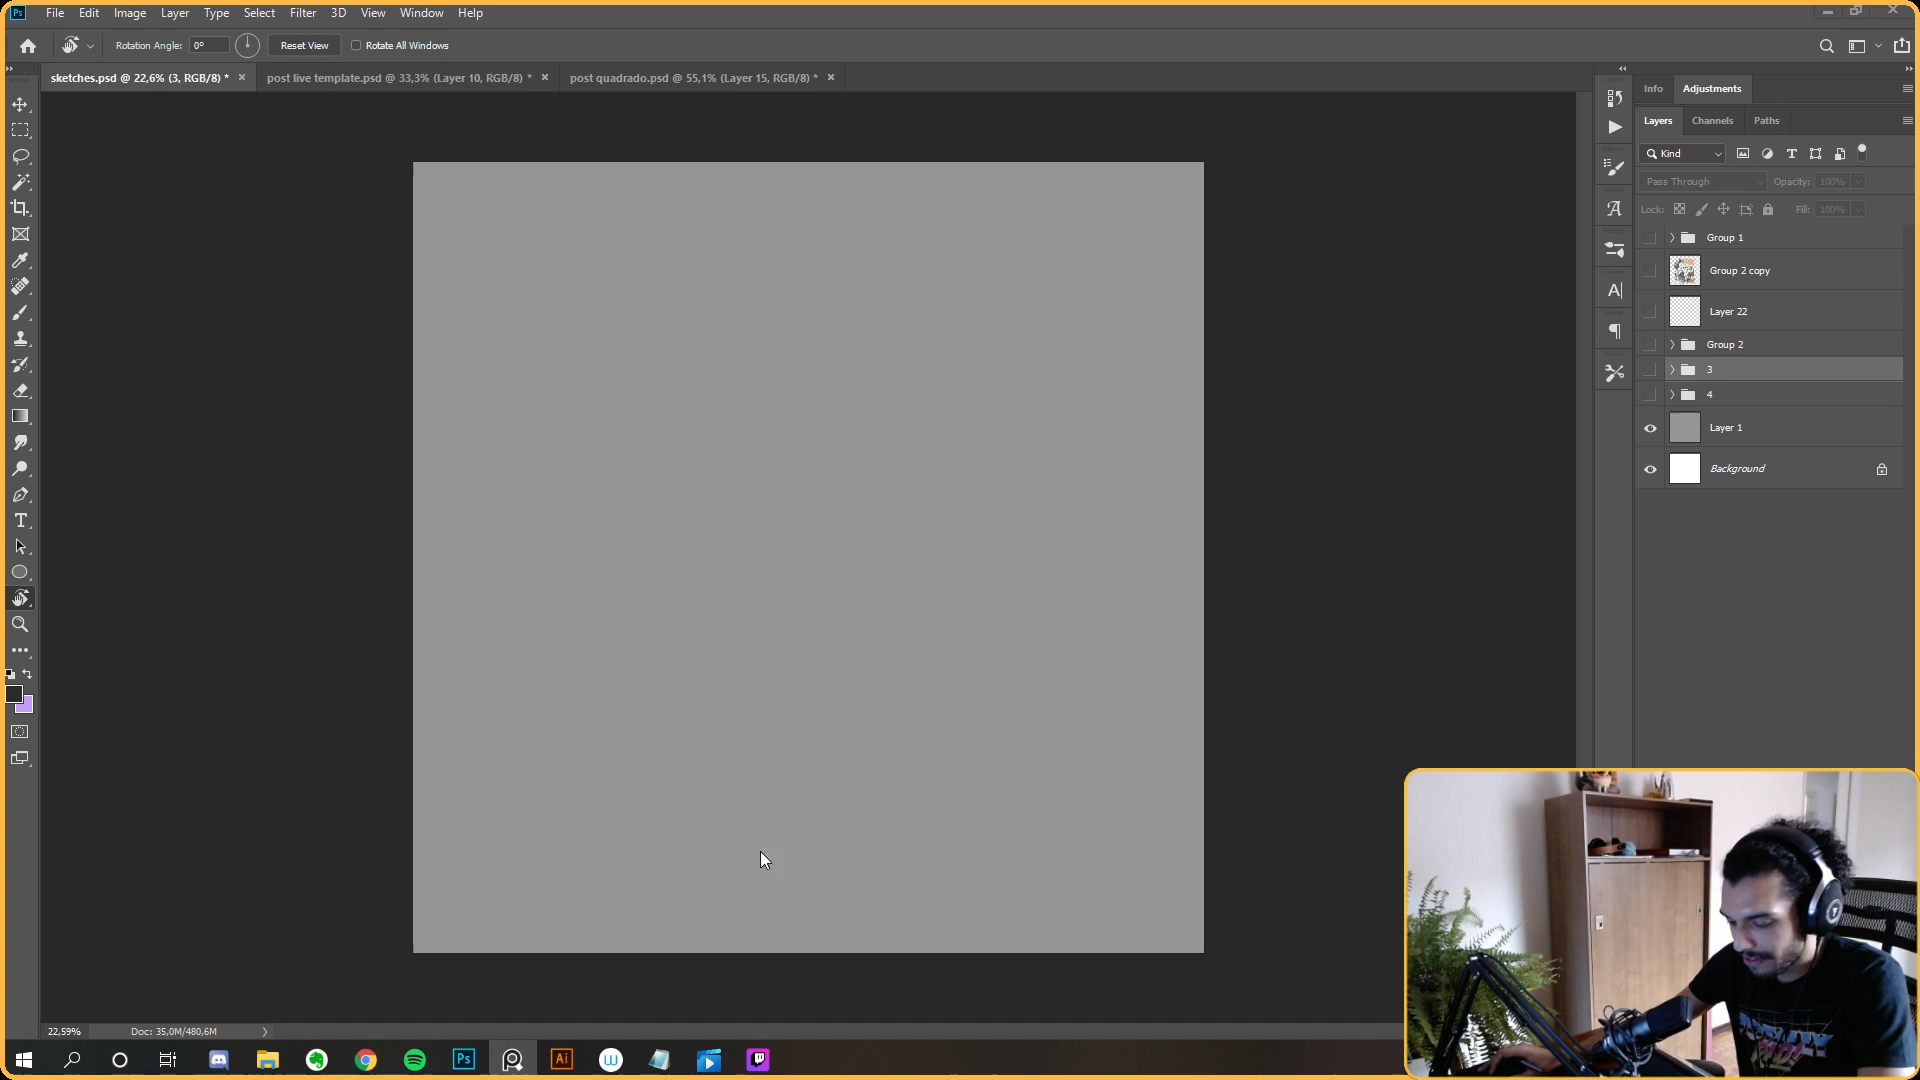 Ps File Edit Image Layer Type Select Filter 3D View Window Help
Rotation Angle: 0° Reset View Rotate All Windows
sketches.psd @ 22,6% (3, RGB/8) * post live template.psd @ 33,3% (Layer 10, RGB/8) * post quadrado.psd @ 55,1% (Layer 15, RGB/8) *
Info Adjustments
Layers Channels Paths
Kind
Pass Through Opacity: 100%
Lock: Fill: 100%
Group 1
Group 2 copy
Layer 22
Group 2
3
4
Layer 1
Background
22,59% Doc: 35,0M/480,6M
Ps Ai